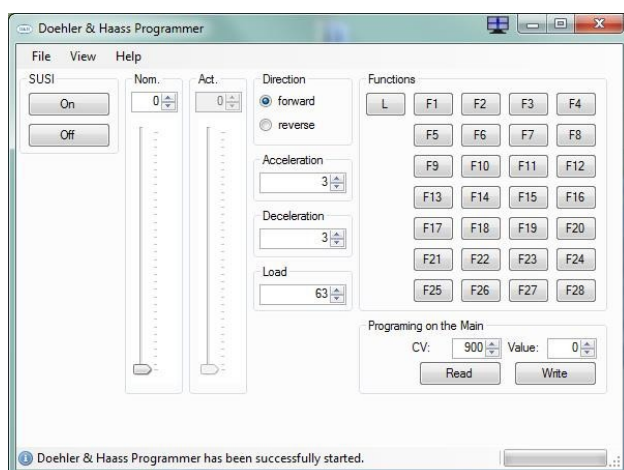 Doehler & Haass Programmer
File View Help
SUSI
On
Off
Nom.
0
Act.
0
Direction
forward
reverse
Acceleration
3
Deceleration
3
Load
63
Functions
L F1 F2 F3 F4
F5 F6 F7 F8
F9 F10 F11 F12
F13 F14 F15 F16
F17 F18 F19 F20
F21 F22 F23 F24
F25 F26 F27 F28
Programing on the Main
CV: 900 Value: 0
Read Write
Doehler & Haass Programmer has been successfully started.